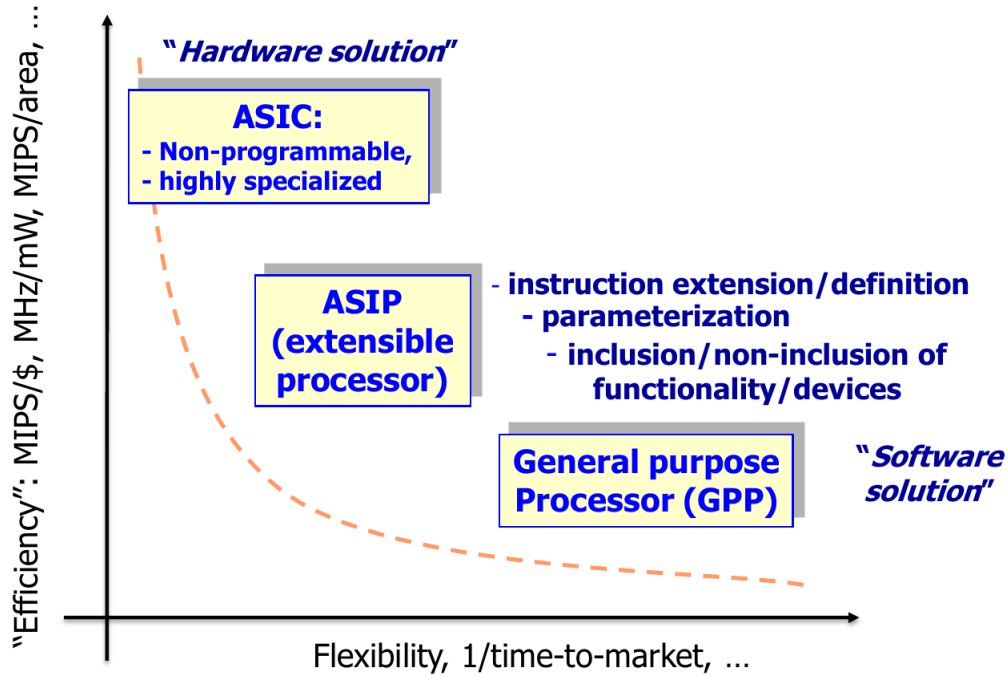 “Efficiency”: MIPS/$, MHz/mW, MIPS/area, …
“Hardware solution”
ASIC:
- Non-programmable,
- highly specialized
ASIP
(extensible
processor)
- instruction extension/definition
- parameterization
- inclusion/non-inclusion of
functionality/devices
General purpose
Processor (GPP)
“Software
solution”
Flexibility, 1/time-to-market, …